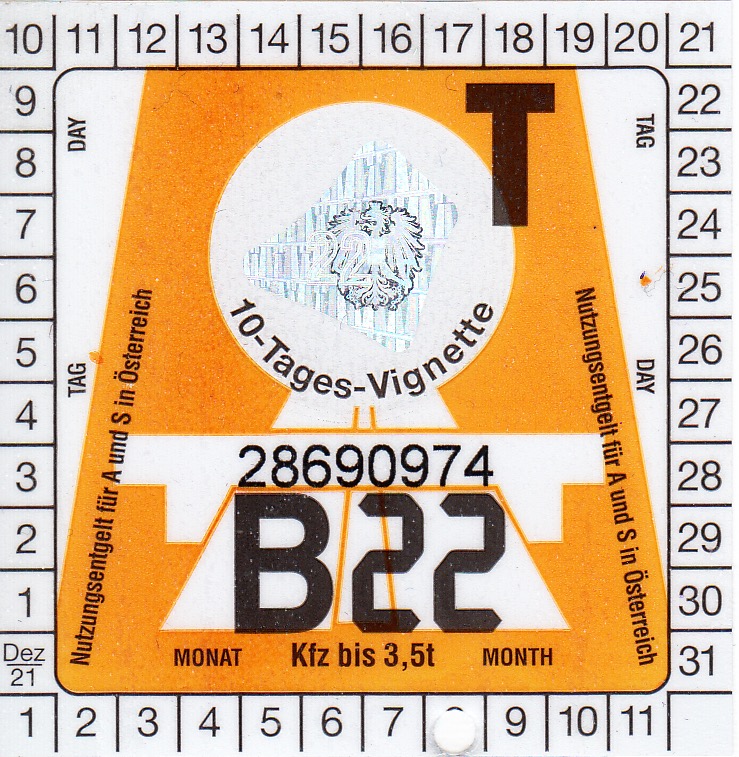 10 11 12 13 14 15 16 17 18 19 20 21
9 22
8 23
7 24
6 25
5 26
4 27
3 28
2 29
1 30
Dez
21
31
1 2 3 4 5 6 7 9 10 11
DAY
TAG
T
22
10-Tages-Vignette
TAG
DAY
Nutzungsentgelt für A und S in Österreich
Nutzungsentgelt für A und S in Österreich
28690974
B22
MONAT Kfz bis 3,5t MONTH